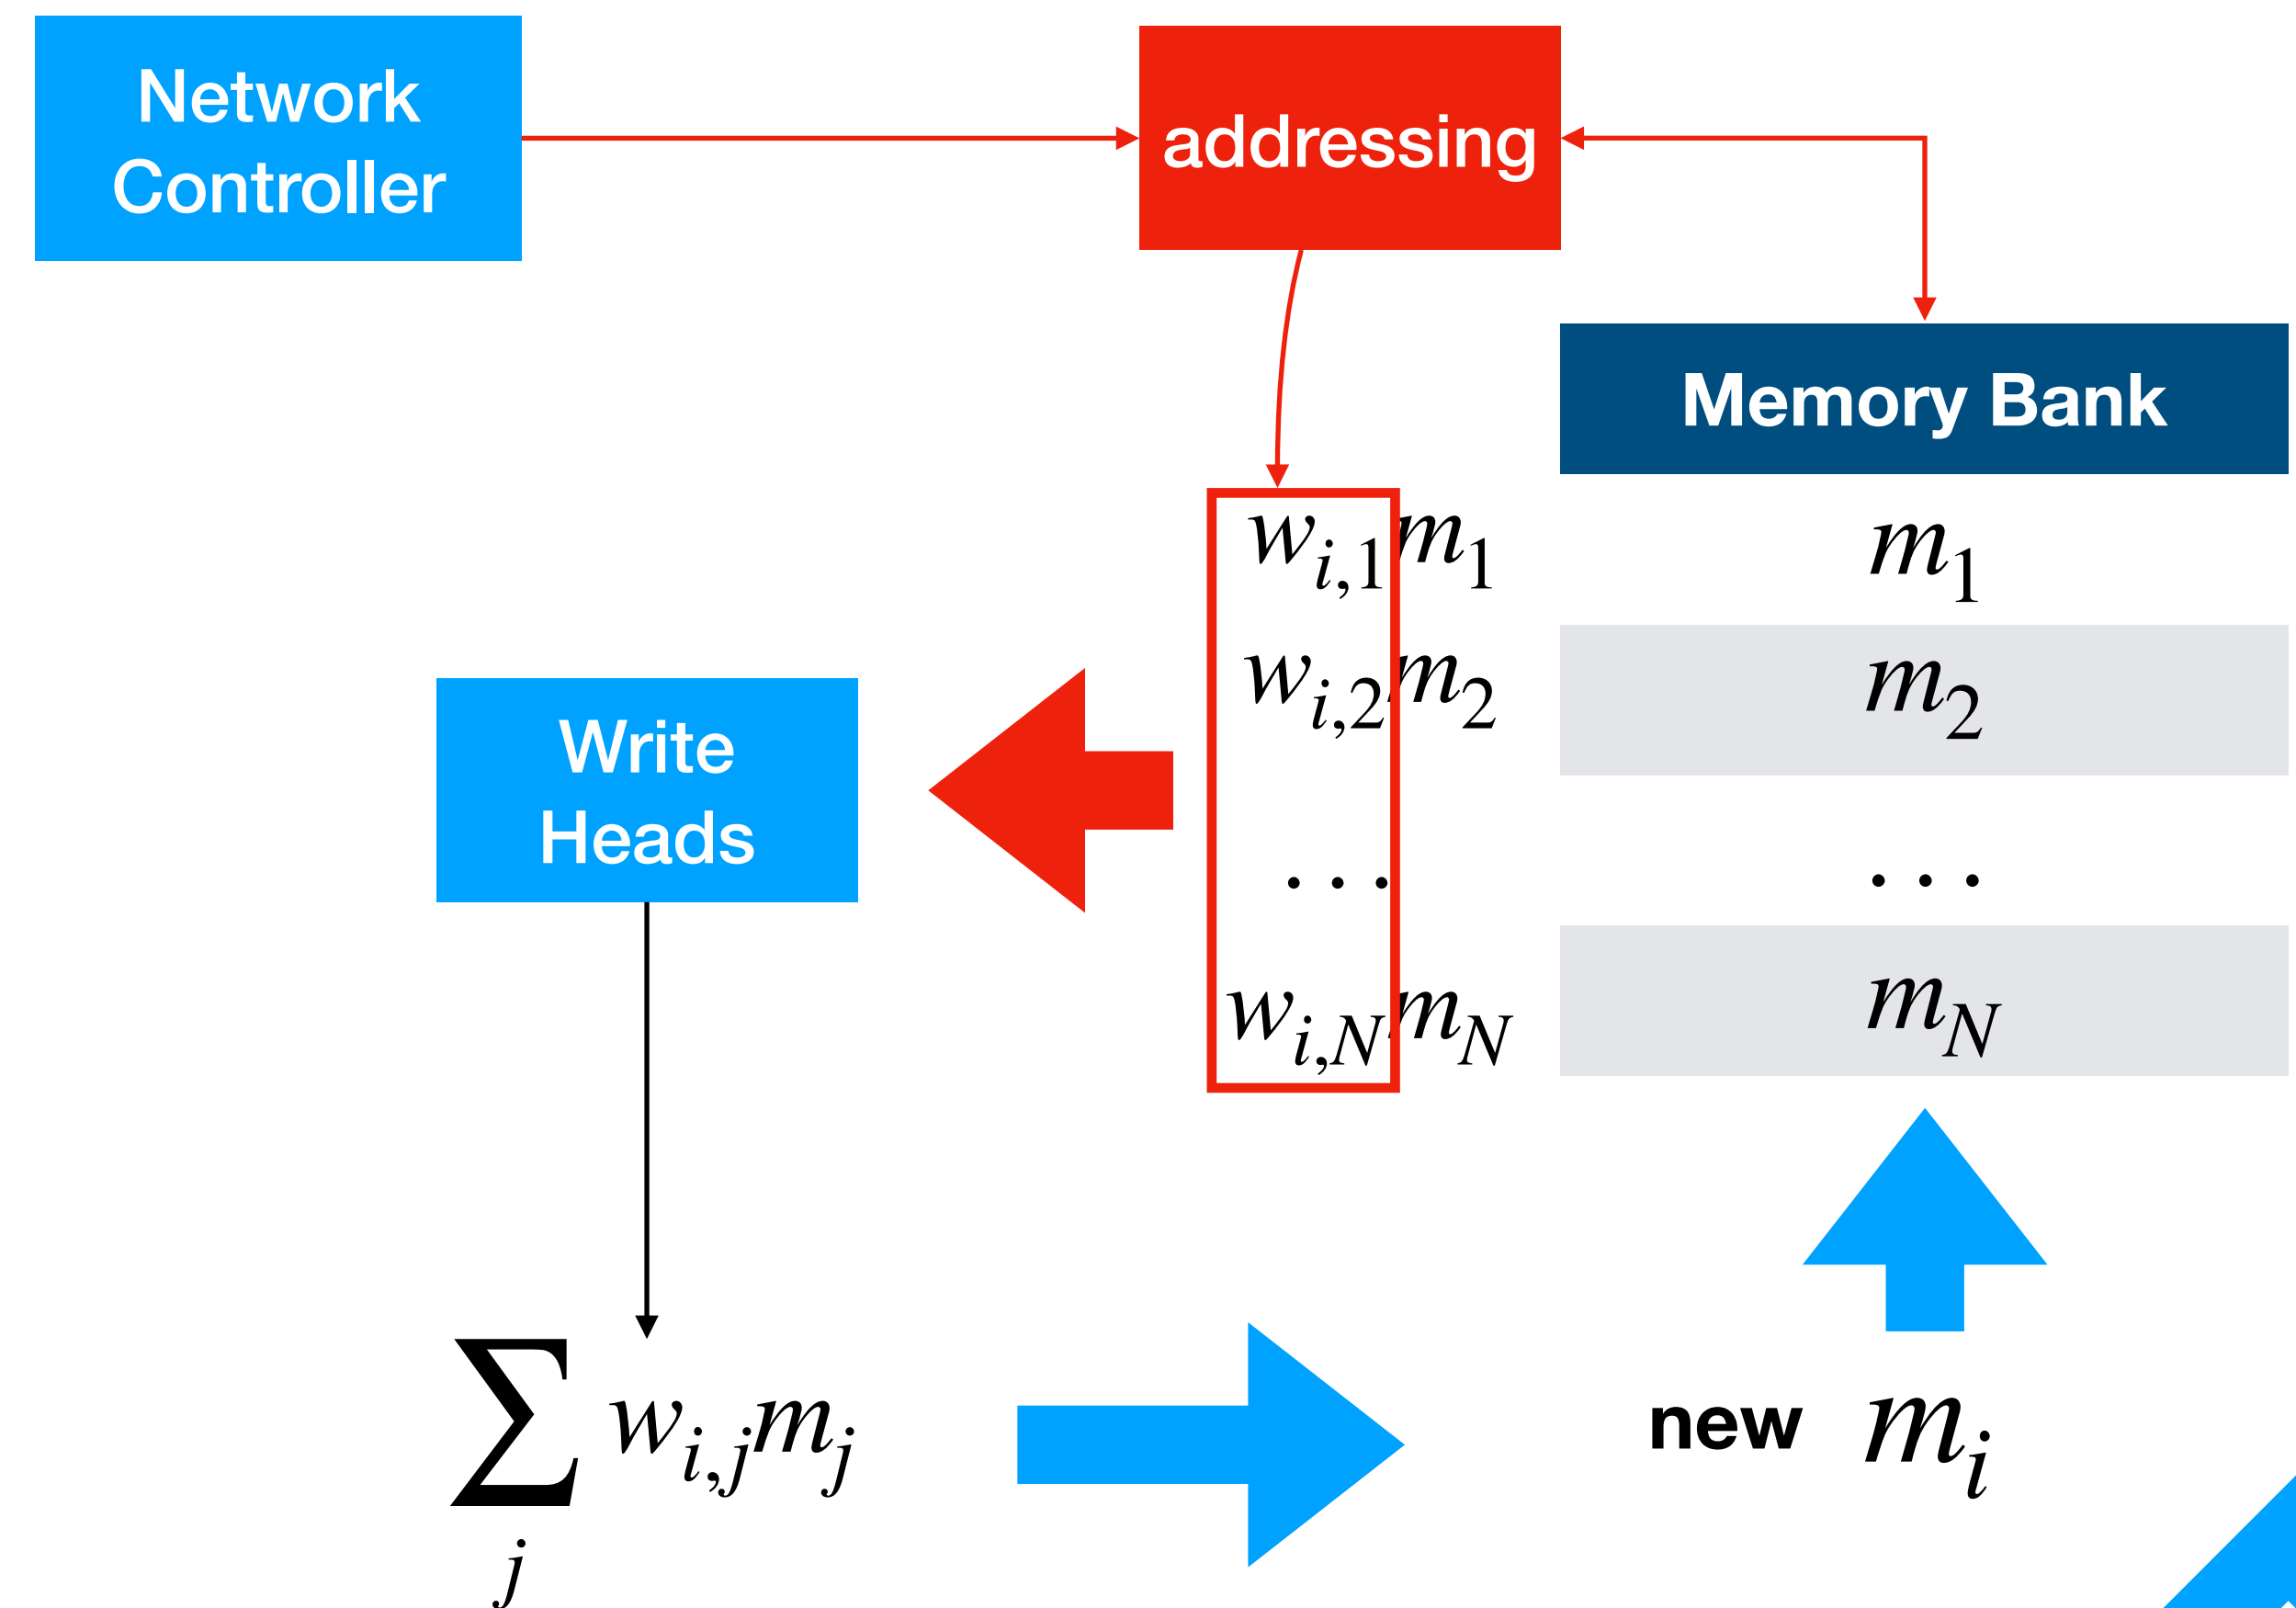 Network
Controller
addressing
Memory Bank
w_{i,1}m_1
m_1
w_{i,2}m_2
m_2
Write
Heads
...
...
w_{i,N}m_N
m_N
∑_j w_{i,j}m_j
new m_i